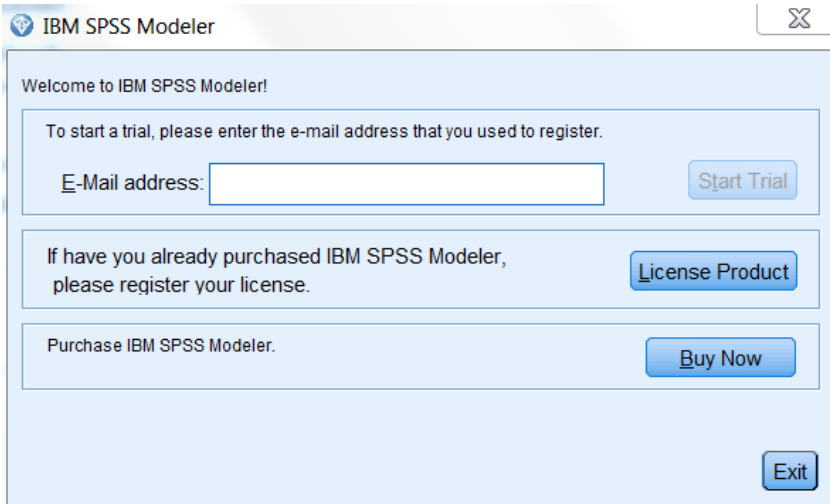 IBM SPSS Modeler
Welcome to IBM SPSS Modeler!
To start a trial, please enter the e-mail address that you used to register.
E-Mail address:
Start Trial
If have you already purchased IBM SPSS Modeler,
please register your license.
License Product
Purchase IBM SPSS Modeler.
Buy Now
Exit